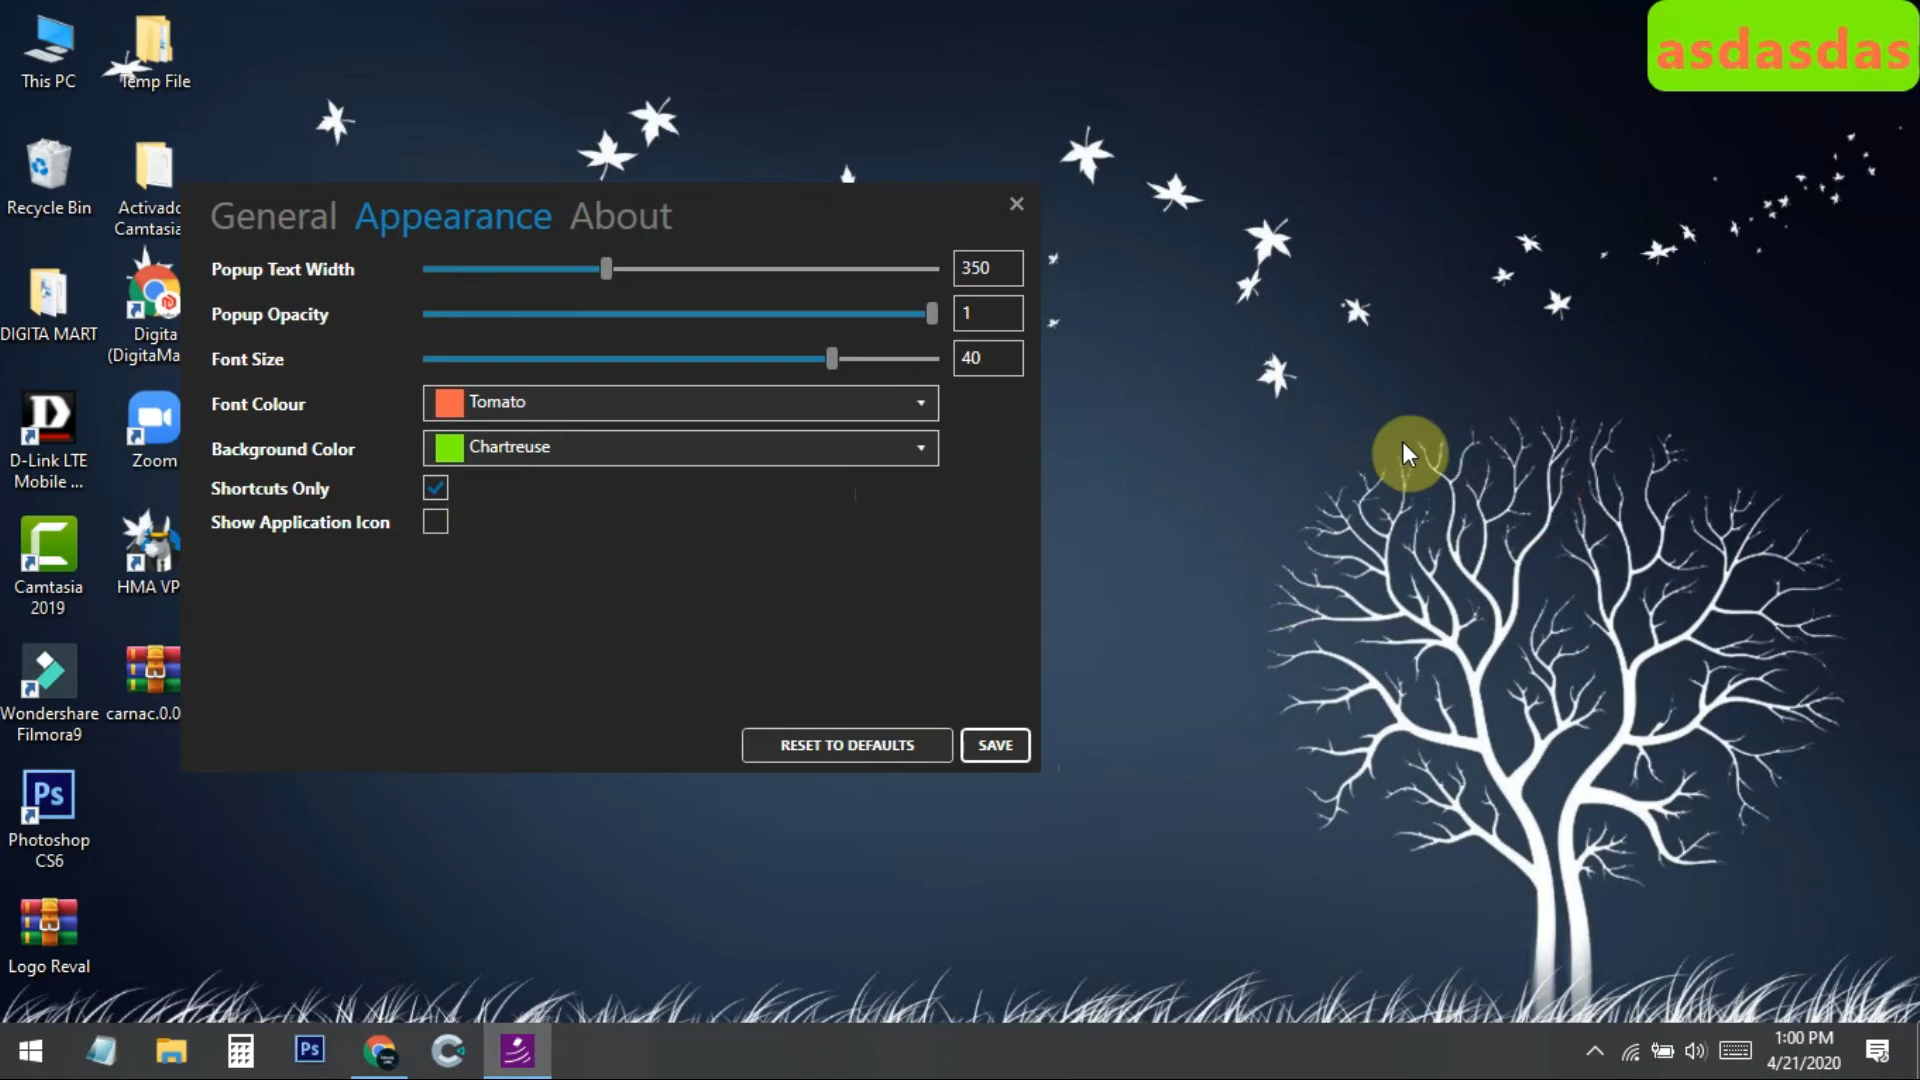 This PC
Temp File
Recycle Bin
Activado
Camtasia
DIGITA MART
Digita
(DigitaMa
D-Link LTE
Mobile ...
Zoom
Camtasia
2019
HMA VP
Wondershare
Filmora9
carnac.0.0
Ps
Photoshop
CS6
Logo Reval
asdasdas
General Appearance About
Popup Text Width 350
Popup Opacity 1
Font Size 40
Font Colour Tomato
Background Color Chartreuse
Shortcuts Only
Show Application Icon
RESET TO DEFAULTS SAVE
Ps
1:00 PM
4/21/2020